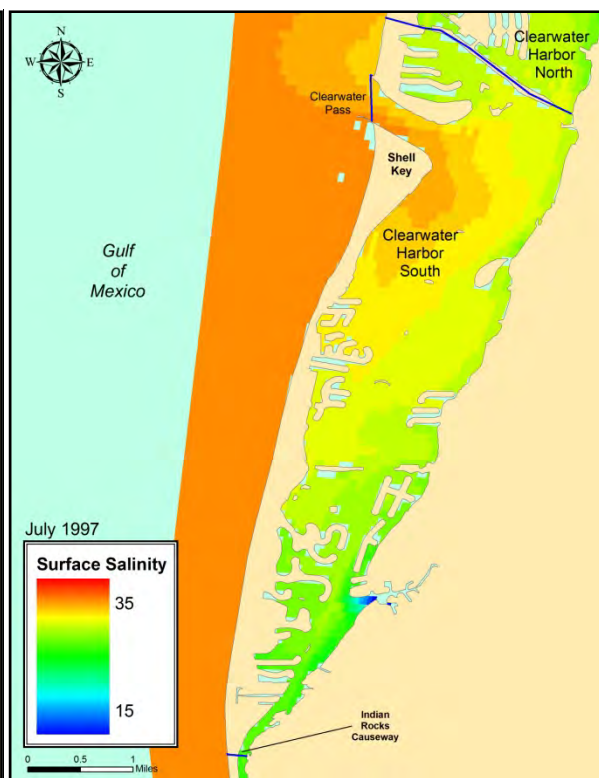 N
W E
S
Clearwater
Harbor
North
Clearwater
Pass
Shell
Key
Clearwater
Harbor
South
Gulf
of
Mexico
July 1997
Surface Salinity
35
15
Indian
Rocks
Causeway
0 0.5 1
Miles